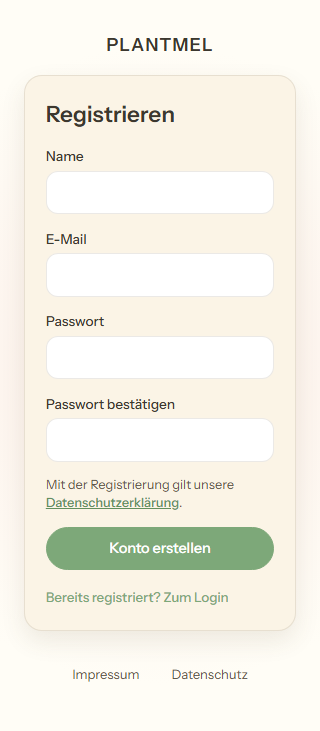 PLANTMEL
Registrieren
Name
E-Mail
Passwort
Passwort bestätigen
Mit der Registrierung gilt unsere
Datenschutzerklärung.
Konto erstellen
Bereits registriert? Zum Login
Impressum Datenschutz